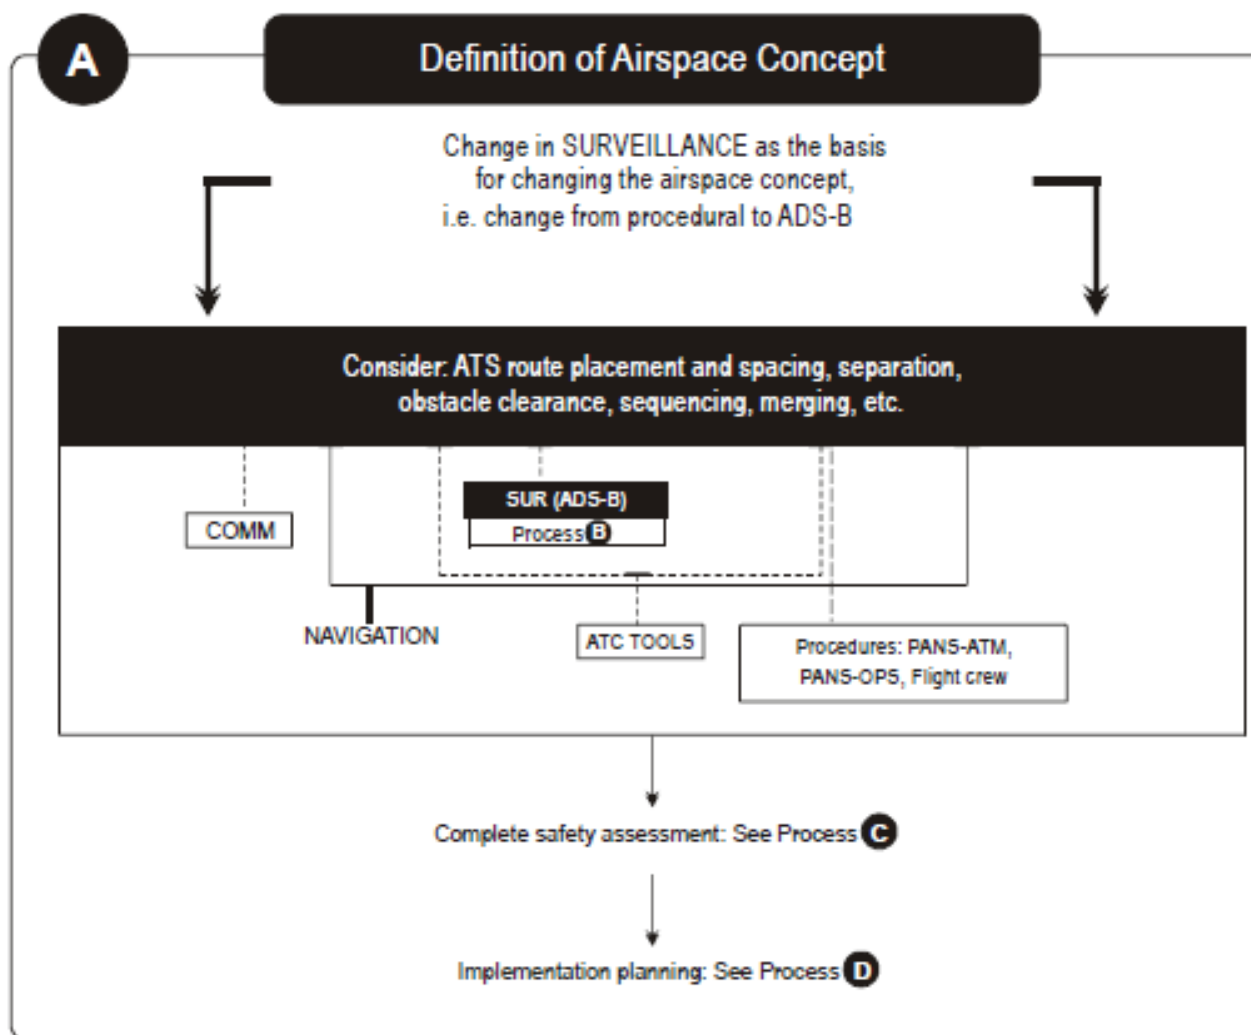 A
Definition of Airspace Concept
Change in SURVEILLANCE as the basis
for changing the airspace concept,
i.e. change from procedural to ADS-B
Consider: ATS route placement and spacing, separation,
obstacle clearance, sequencing, merging, etc.
SUR (ADS-B)
COMM
Process B
NAVIGATION
ATC TOOLS
Procedures: PANS-ATM,
PANS-OPS, Flight crew
Complete safety assessment: See Process C
Implementation planning: See Process D